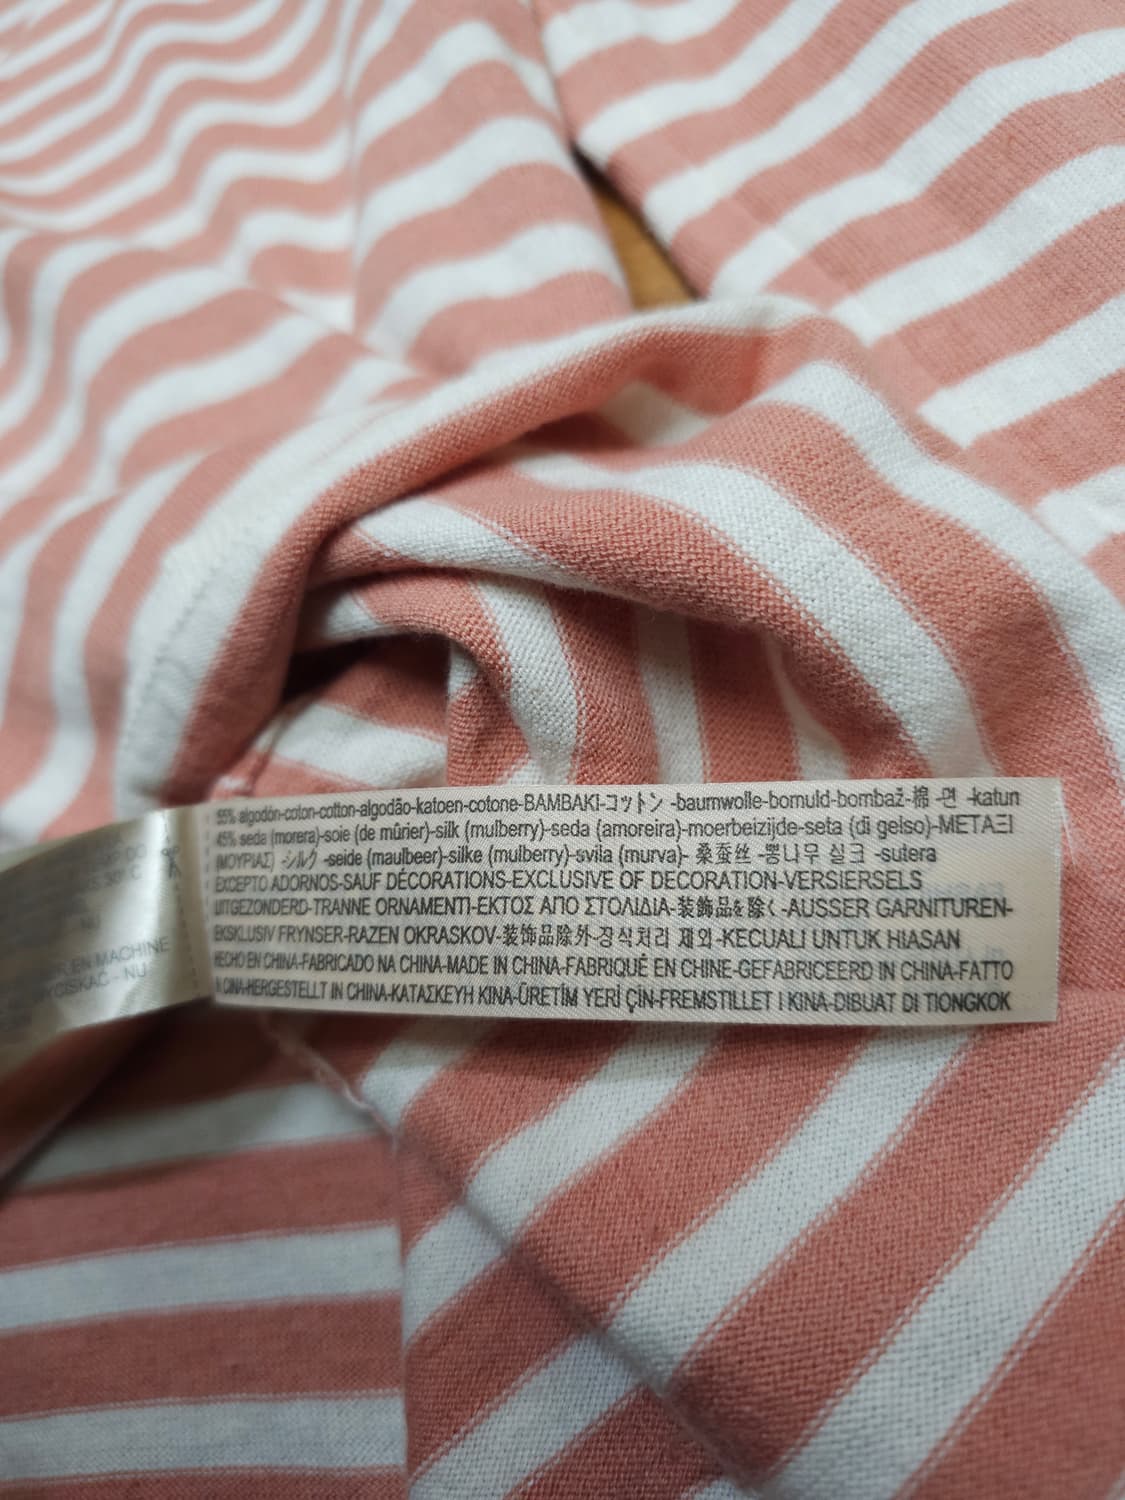 55% algodón-coton-cotton-algodão-katoen-cotone-BAMBAKI-コットン -baumwolle-bomuld-bombaž-棉 -면 -katun
45% seda (morera)-soie (de mûrier)-silk (mulberry)-seda (amoreira)-moerbeizijde-seta (di gelso)-ΜΕΤΑΞΙ
(ΜΟΥΡΙΑΣ) -シルク -seide (maulbeer)-silke (mulberry)-svila (murva)- 桑蚕丝 -뽕나무 실크 -sutera
EXCEPTO ADORNOS-SAUF DÉCORATIONS-EXCLUSIVE OF DECORATION-VERSIERSELS
UITGEZONDERD-TRANNE ORNAMENTI-ΕΚΤΟΣ ΑΠΟ ΣΤΟΛΙΔΙΑ-装飾品を除く -AUSSER GARNITUREN-
EKSKLUSIV FRYNSER-RAZEN OKRASKOV-装饰品除外-장식처리 제외-KECUALI UNTUK HIASAN
HECHO EN CHINA-FABRICADO NA CHINA-MADE IN CHINA-FABRIQUÉ EN CHINE-GEFABRICEERD IN CHINA-FATTO
IN CINA-HERGESTELLT IN CHINA-ΚΑΤΑΣΚΕΥΗ ΚΙΝΑ-ÜRETİM YERİ ÇİN-FREMSTILLET I KINA-DIBUAT DI TIONGKOK
30° C
NU
EN MACHINE
- NU